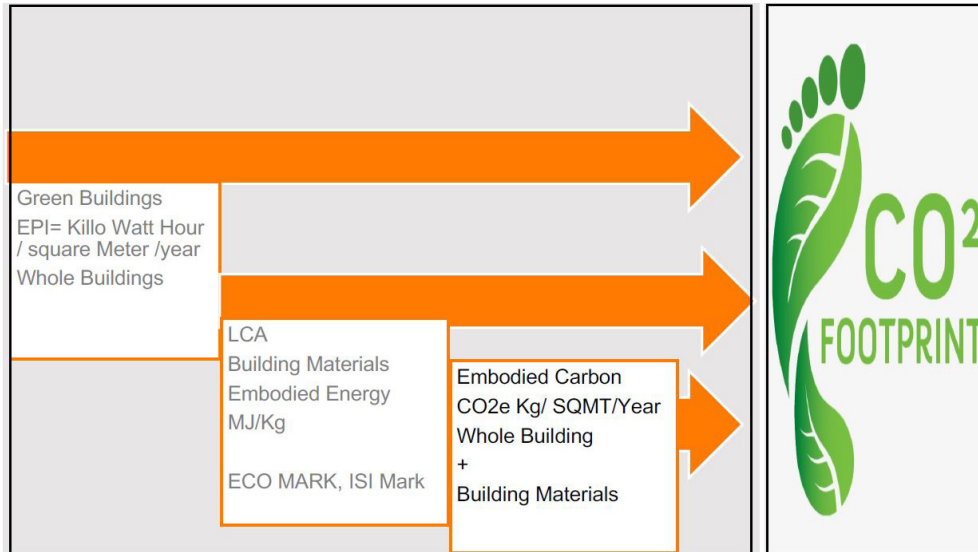 Green Buildings
EPI= Killo Watt Hour
/ square Meter /year
Whole Buildings
LCA
Building Materials
Embodied Energy
MJ/Kg
ECO MARK, ISI Mark
Embodied Carbon
CO2e Kg/ SQMT/Year
Whole Building
+
Building Materials
CO²
FOOTPRINT